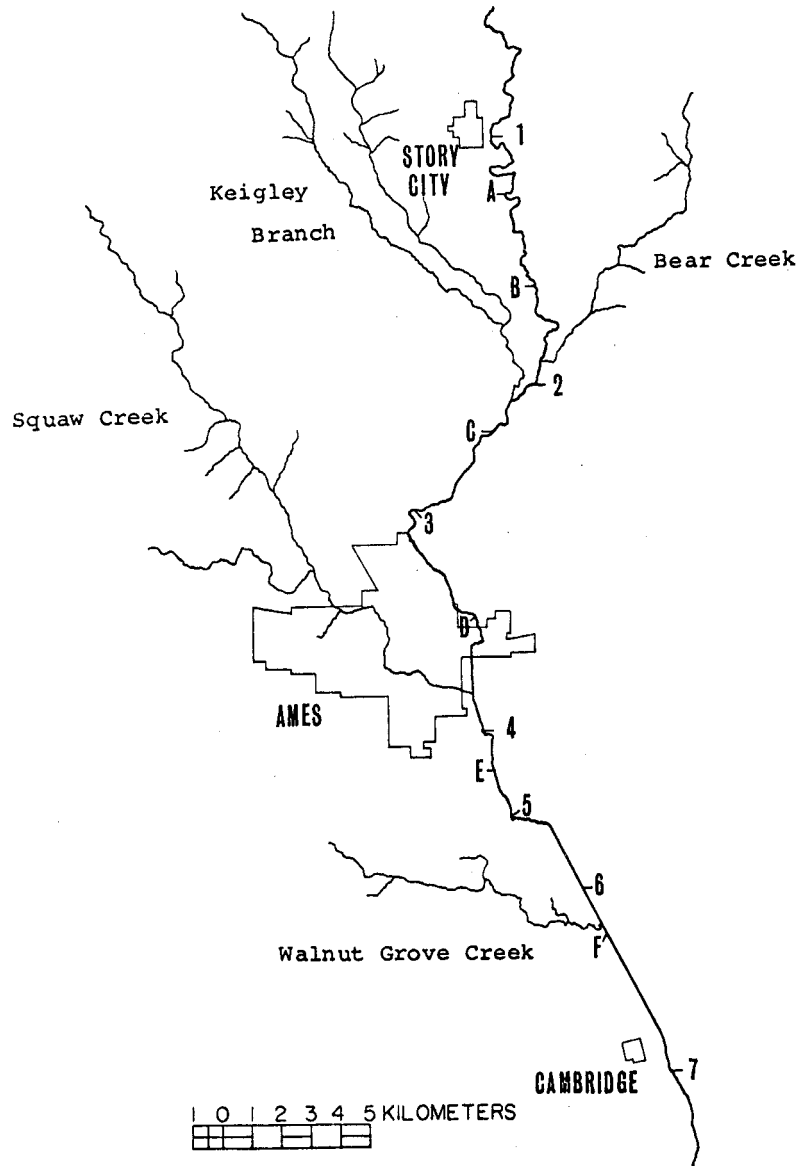 1
STORY
CITY
A
Keigley
Branch
Bear Creek
B
2
Squaw Creek
C
3
D
AMES
4
E
5
6
Walnut Grove Creek
F
CAMBRIDGE
7
1 0 1 2 3 4 5 KILOMETERS